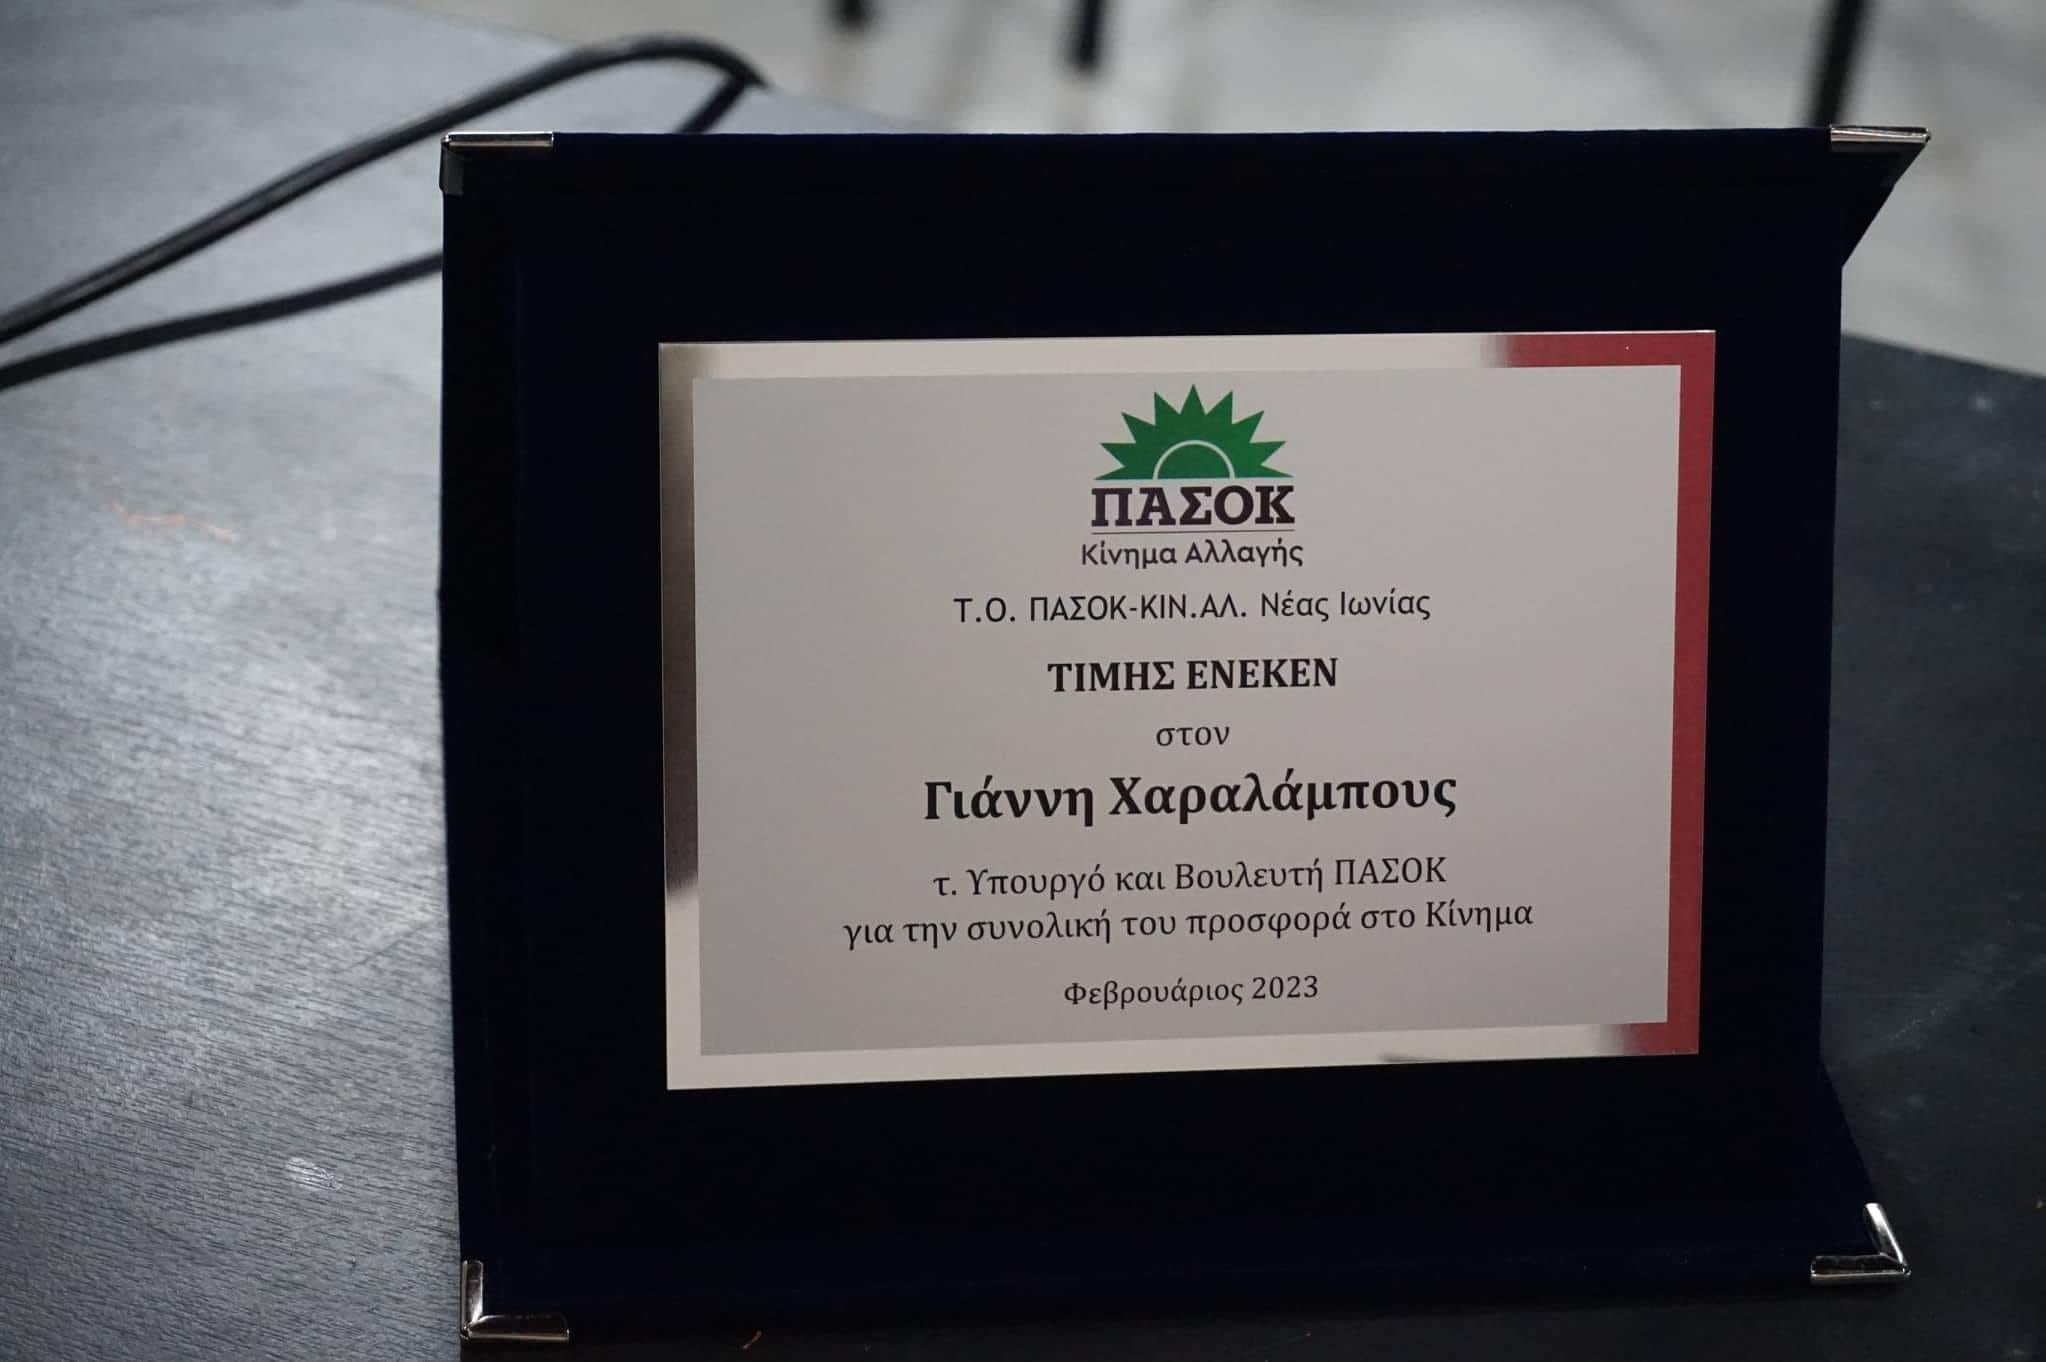 ΠΑΣΟΚ
Κίνημα Αλλαγής
Τ.Ο. ΠΑΣΟΚ-ΚΙΝ.ΑΛ. Νέας Ιωνίας
ΤΙΜΗΣ ΕΝΕΚΕΝ
στον
Γιάννη Χαραλάμπους
τ. Υπουργό και Βουλευτή ΠΑΣΟΚ
για την συνολική του προσφορά στο Κίνημα
Φεβρουάριος 2023